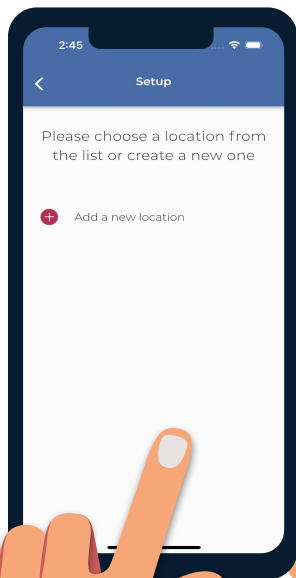 2:45
Setup
Please choose a location from
the list or create a new one
Add a new location